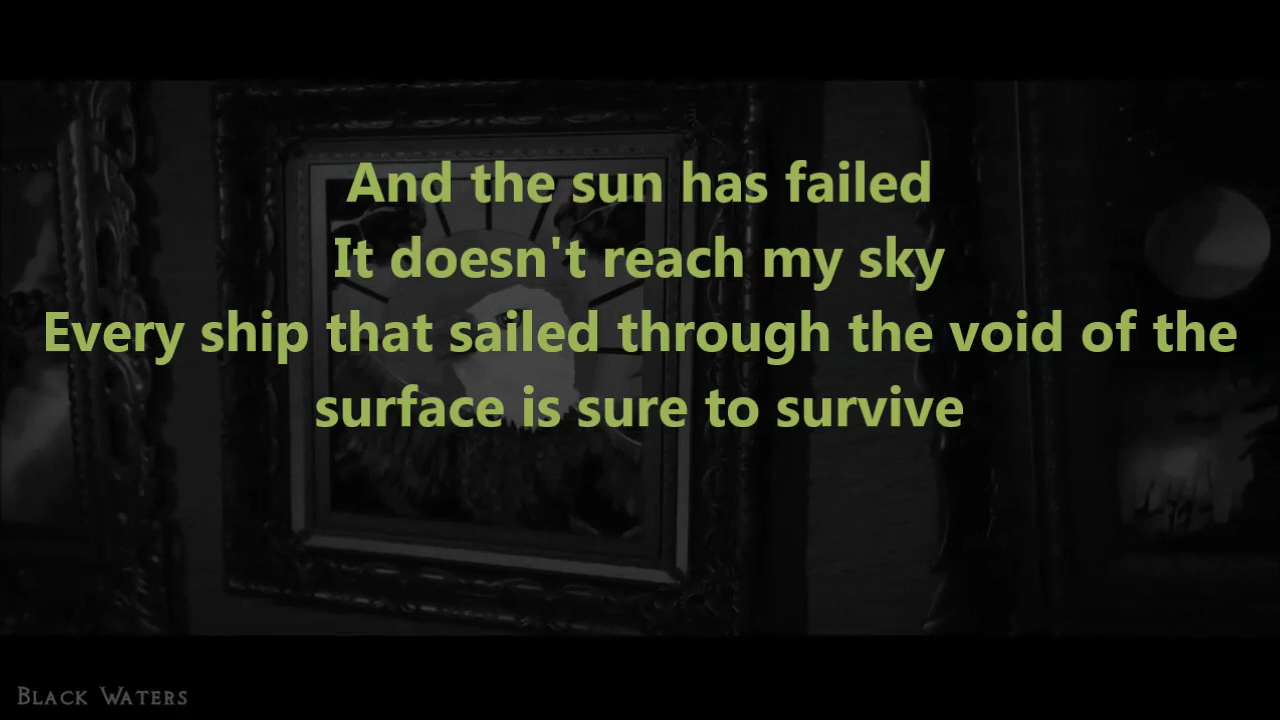 And the sun has failed
It doesn't reach my sky
Every ship that sailed through the void of the
surface is sure to survive
Black Waters